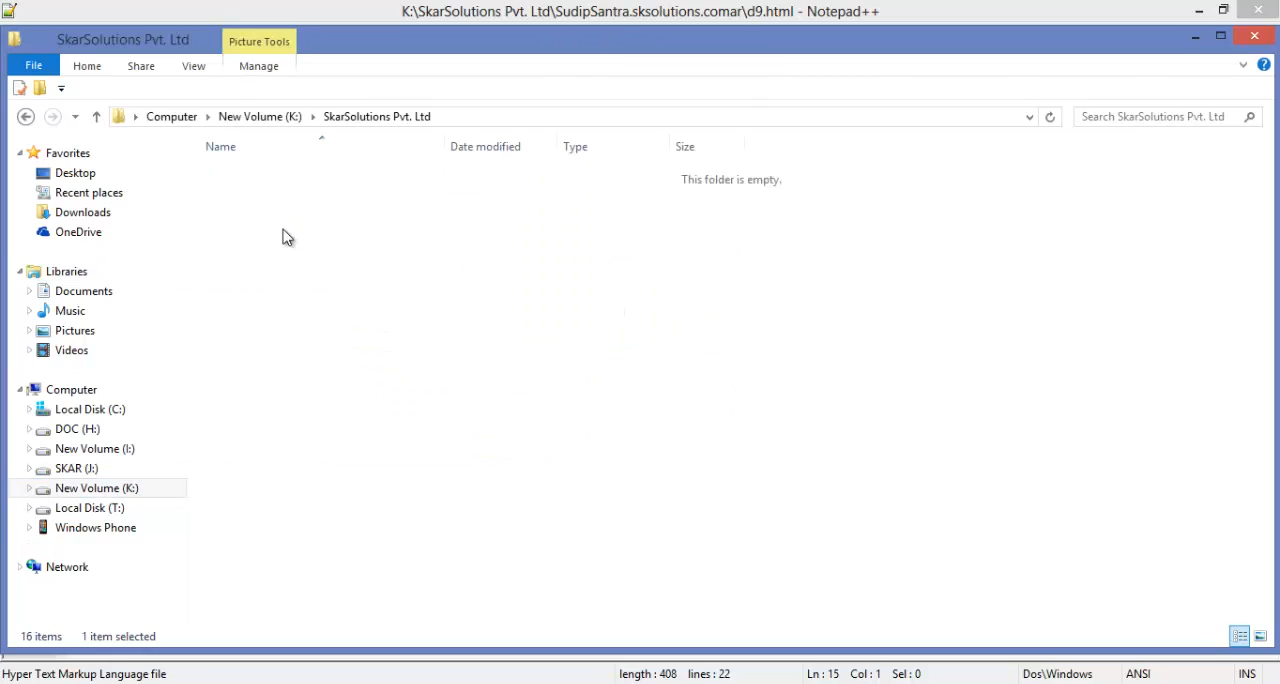 K:\SkarSolutions Pvt. Ltd\SudipSantra.sksolutions.comar\d9.html - Notepad++
SkarSolutions Pvt. Ltd
Picture Tools
File Home Share View Manage
Computer New Volume (K:) SkarSolutions Pvt. Ltd
Search SkarSolutions Pvt. Ltd
Name Date modified Type Size
This folder is empty.
Favorites
Desktop
Recent places
Downloads
OneDrive
Libraries
Documents
Music
Pictures
Videos
Computer
Local Disk (C:)
DOC (H:)
New Volume (I:)
SKAR (J:)
New Volume (K:)
Local Disk (T:)
Windows Phone
Network
16 items 1 item selected
Hyper Text Markup Language file length : 408 lines : 22 Ln : 15 Col : 1 Sel : 0 Dos\Windows ANSI INS